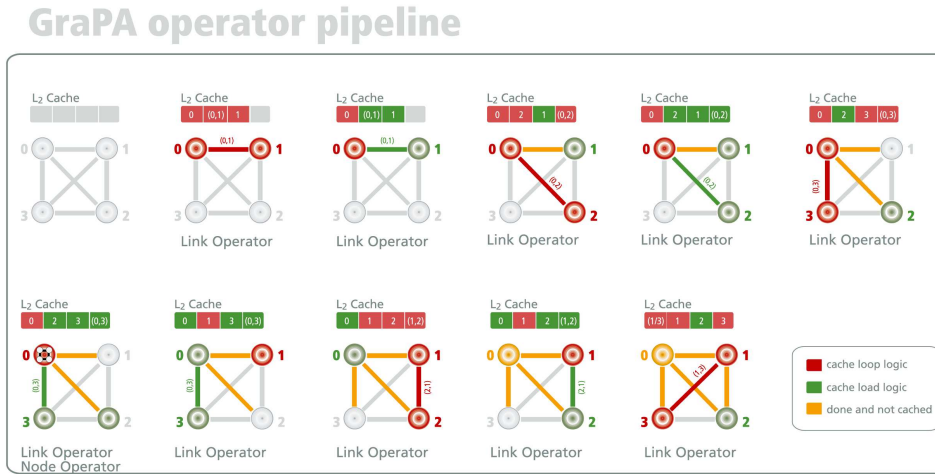 GraPA operator pipeline
L2 Cache
0 1 3 2
L2 Cache
0 (0,1) 1
0 (0,1) 1
Link Operator
L2 Cache
0 (0,1) 1
0 (0,1) 1
Link Operator
L2 Cache
0 2 1 (0,2)
0 (0,2) 1
3 2
Link Operator
L2 Cache
0 2 1 (0,2)
0 (0,2) 1
3 2
Link Operator
L2 Cache
0 2 3 (0,3)
0 (0,3) 1
3 2
Link Operator
L2 Cache
0 2 3 (0,3)
0 (0,3) 1
3 2
Link Operator
Node Operator
L2 Cache
0 1 3 (0,3)
0 (0,3) 1
3 2
Link Operator
L2 Cache
0 1 2 (1,2)
0 (2,1) 1
3 2
Link Operator
L2 Cache
0 1 2 (1,2)
0 (2,1) 1
3 2
Link Operator
L2 Cache
(1/3) 1 2 3
0 (1,3) 1
3 2
Link Operator
cache loop logic
cache load logic
done and not cached